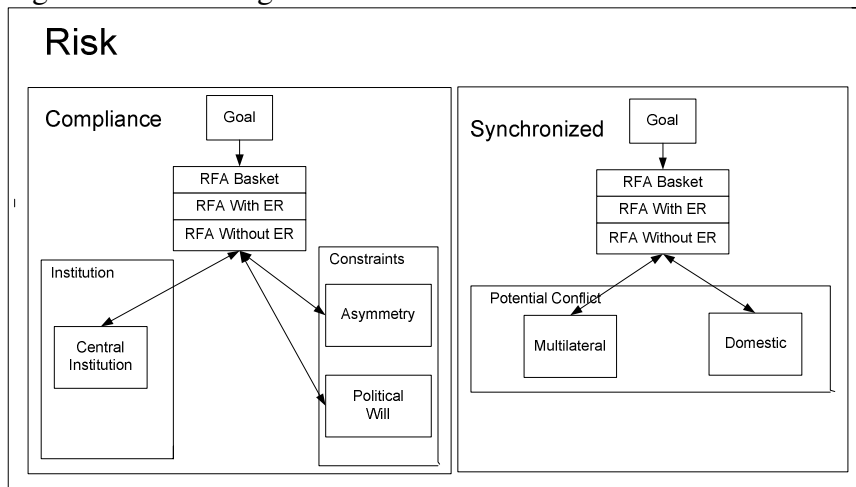 Risk
Compliance
Goal
RFA Basket
RFA With ER
RFA Without ER
Institution
Central
Institution
Constraints
Asymmetry
Political
Will
Synchronized
Goal
RFA Basket
RFA With ER
RFA Without ER
Potential Conflict
Multilateral
Domestic